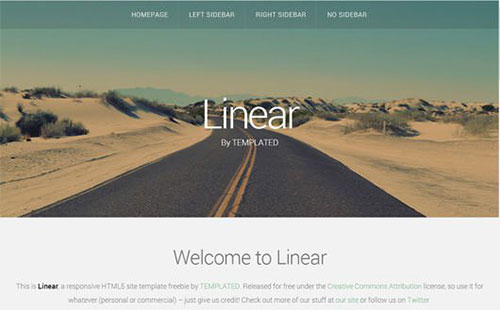 HOMEPAGE LEFT SIDEBAR RIGHT SIDEBAR NO SIDEBAR
Linear
By TEMPLATED
Welcome to Linear
This is Linear, a responsive HTML5 site template freebie by TEMPLATED. Released for free under the Creative Commons Attribution license, so use it for
whatever (personal or commercial) – just give us credit! Check out more of our stuff at our site or follow us on Twitter